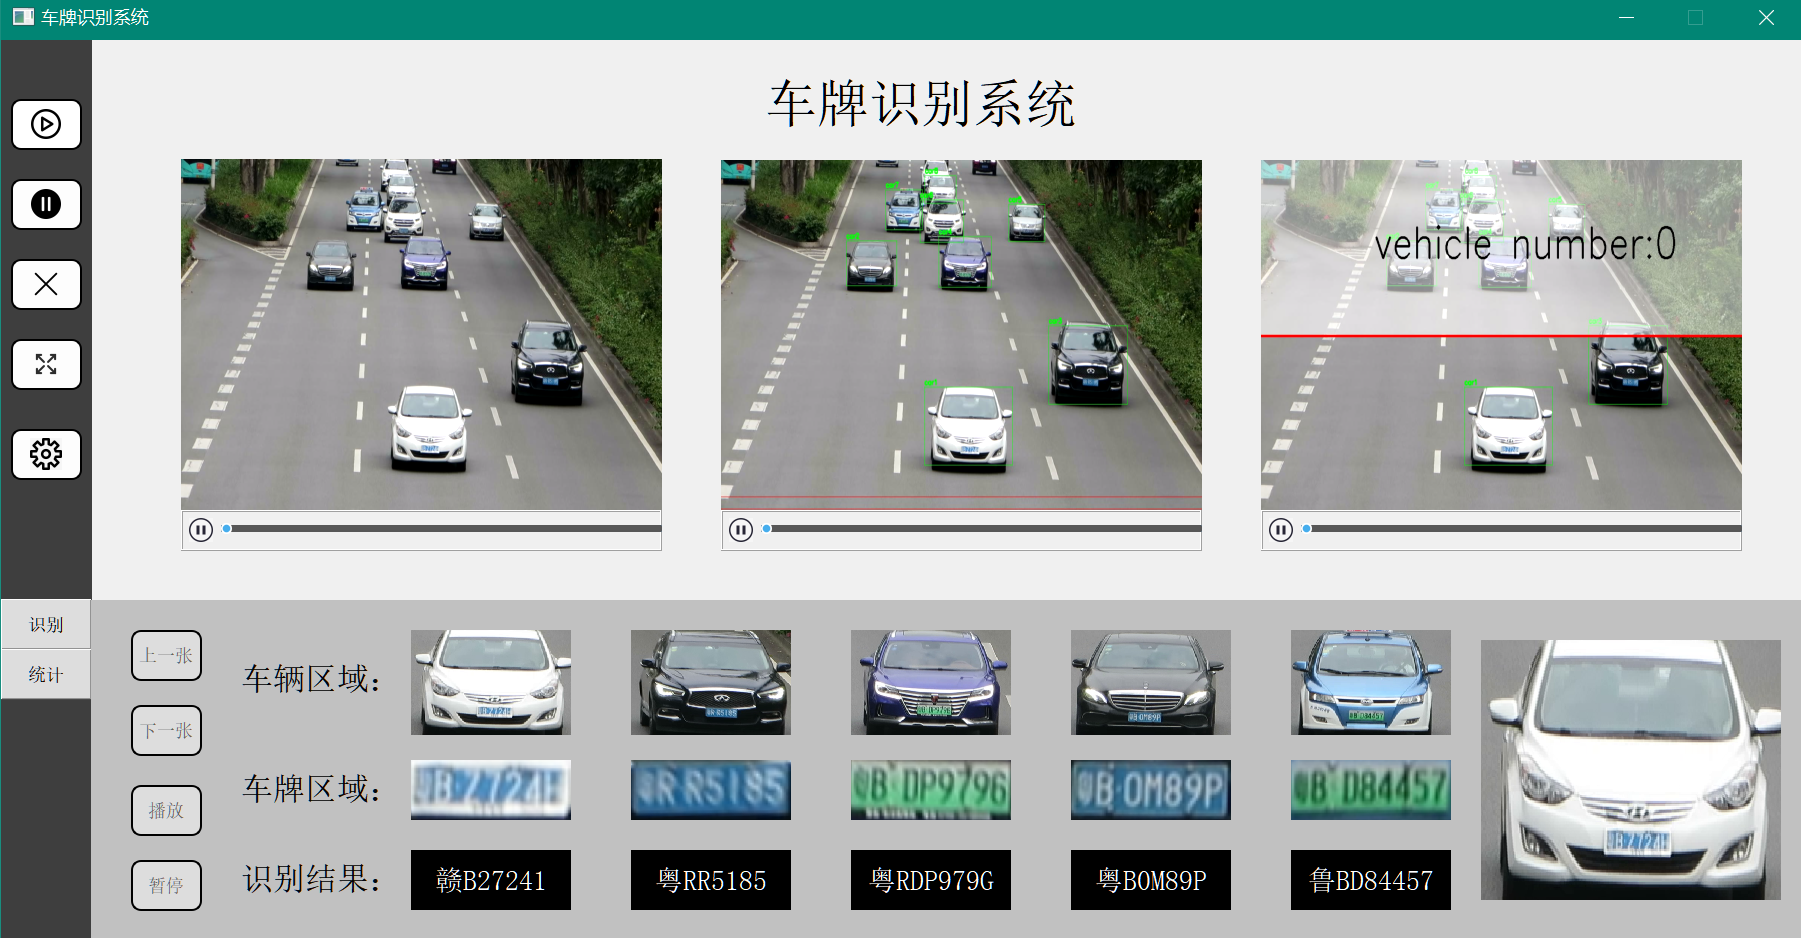 车牌识别系统
车牌识别系统
vehicle number:0
识别
统计
上一张
下一张
播放
暂停
车辆区域：
车牌区域：
R R5185
B DP9796
B 0M89P
B D84457
识别结果：
赣B27241
粤RR5185
粤RDP979G
粤B0M89P
鲁BD84457